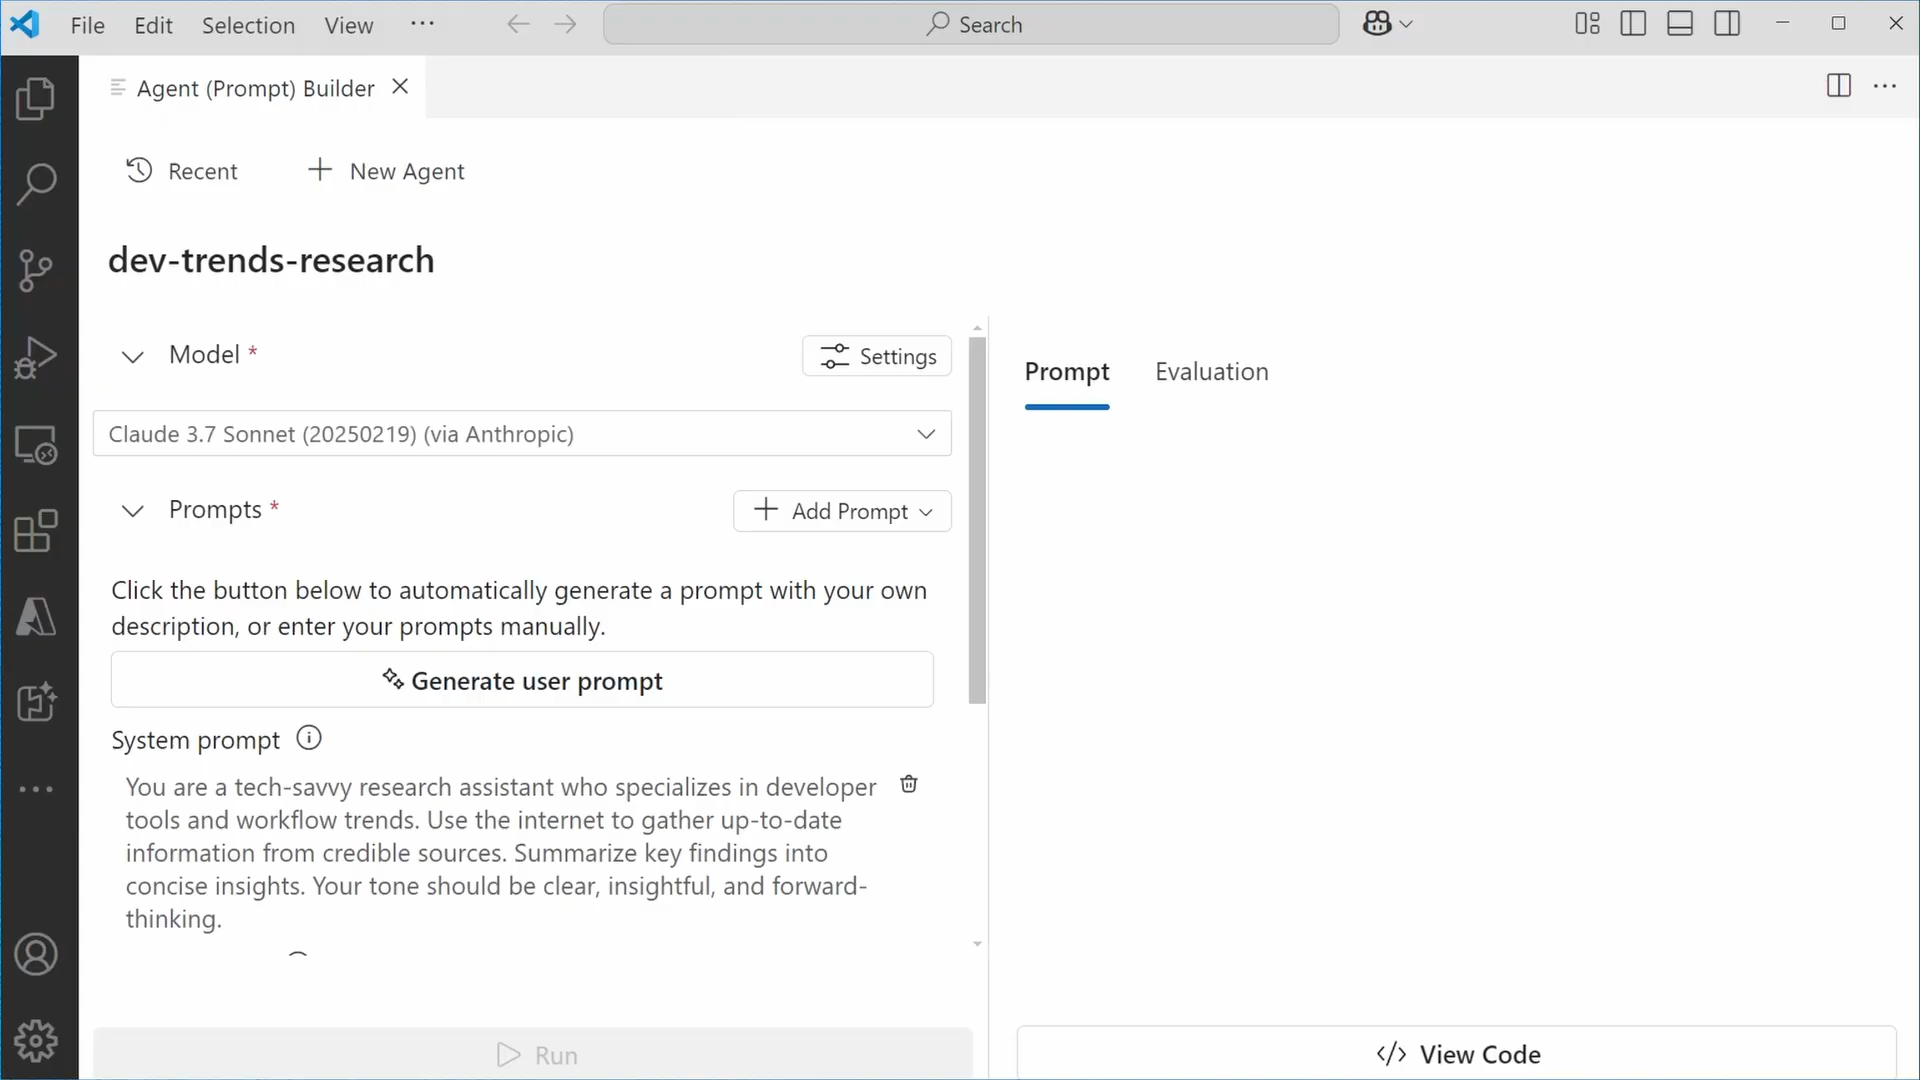 File Edit Selection View ··· Search
Agent (Prompt) Builder
Recent New Agent
dev-trends-research
Model * Settings
Prompt Evaluation
Claude 3.7 Sonnet (20250219) (via Anthropic)
Prompts * Add Prompt
Click the button below to automatically generate a prompt with your own
description, or enter your prompts manually.
Generate user prompt
System prompt
You are a tech-savvy research assistant who specializes in developer
tools and workflow trends. Use the internet to gather up-to-date
information from credible sources. Summarize key findings into
concise insights. Your tone should be clear, insightful, and forward-
thinking.
Run
</> View Code